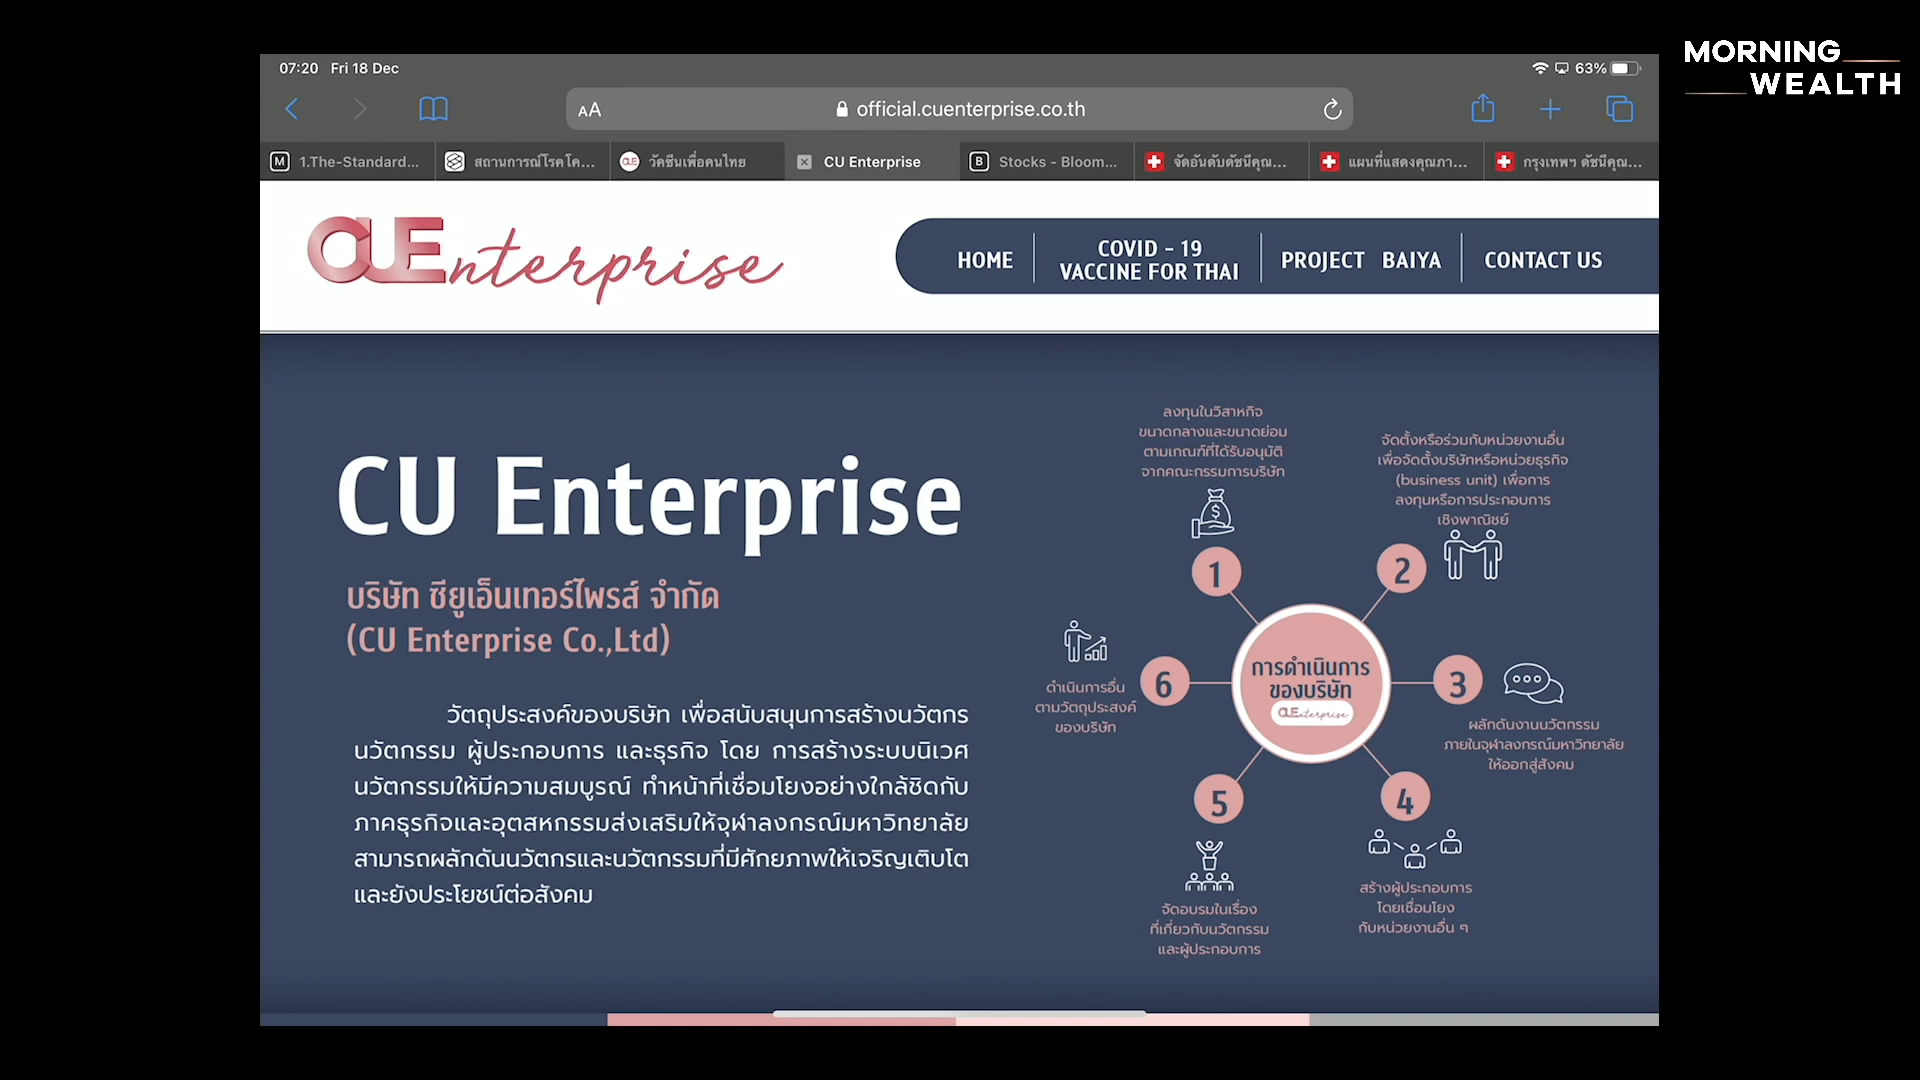 MORNING
WEALTH
07:20 Fri 18 Dec
63%
AA
official.cuenterprise.co.th
1.The-Standard...
สถานการณ์โรคโค...
วัคซีนเพื่อคนไทย
CU Enterprise
Stocks - Bloom...
จัดอันดับดัชนีคุณ...
แผนที่แสดงคุณภา...
กรุงเทพฯ ดัชนีคุณ...
CUEnterprise
HOME
COVID - 19
VACCINE FOR THAI
PROJECT BAIYA
CONTACT US
CU Enterprise
บริษัท ซียูเอ็นเทอร์ไพรส์ จำกัด
(CU Enterprise Co.,Ltd)
วัตถุประสงค์ของบริษัท เพื่อสนับสนุนการสร้างนวัตกร
นวัตกรรม ผู้ประกอบการ และธุรกิจ โดย การสร้างระบบนิเวศ
นวัตกรรมให้มีความสมบูรณ์ ทำหน้าที่เชื่อมโยงอย่างใกล้ชิดกับ
ภาคธุรกิจและอุตสหกรรมส่งเสริมให้จุฬาลงกรณ์มหาวิทยาลัย
สามารถผลักดันนวัตกรและนวัตกรรมที่มีศักยภาพให้เจริญเติบโต
และยังประโยชน์ต่อสังคม
การดำเนินการ
ของบริษัท
CUEnterprise
ลงทุนในวิสาหกิจ
ขนาดกลางและขนาดย่อม
ตามเกณฑ์ที่ได้รับอนุมัติ
จากคณะกรรมการบริษัท
1
จัดตั้งหรือร่วมกับหน่วยงานอื่น
เพื่อจัดตั้งบริษัทหรือหน่วยธุรกิจ
(business unit) เพื่อการ
ลงทุนหรือการประกอบการ
เชิงพาณิชย์
2
3
ผลักดันงานนวัตกรรม
ภายในจุฬาลงกรณ์มหาวิทยาลัย
ให้ออกสู่สังคม
4
สร้างผู้ประกอบการ
โดยเชื่อมโยง
กับหน่วยงานอื่น ๆ
5
จัดอบรมในเรื่อง
ที่เกี่ยวกับนวัตกรรม
และผู้ประกอบการ
6
ดำเนินการอื่น
ตามวัตถุประสงค์
ของบริษัท